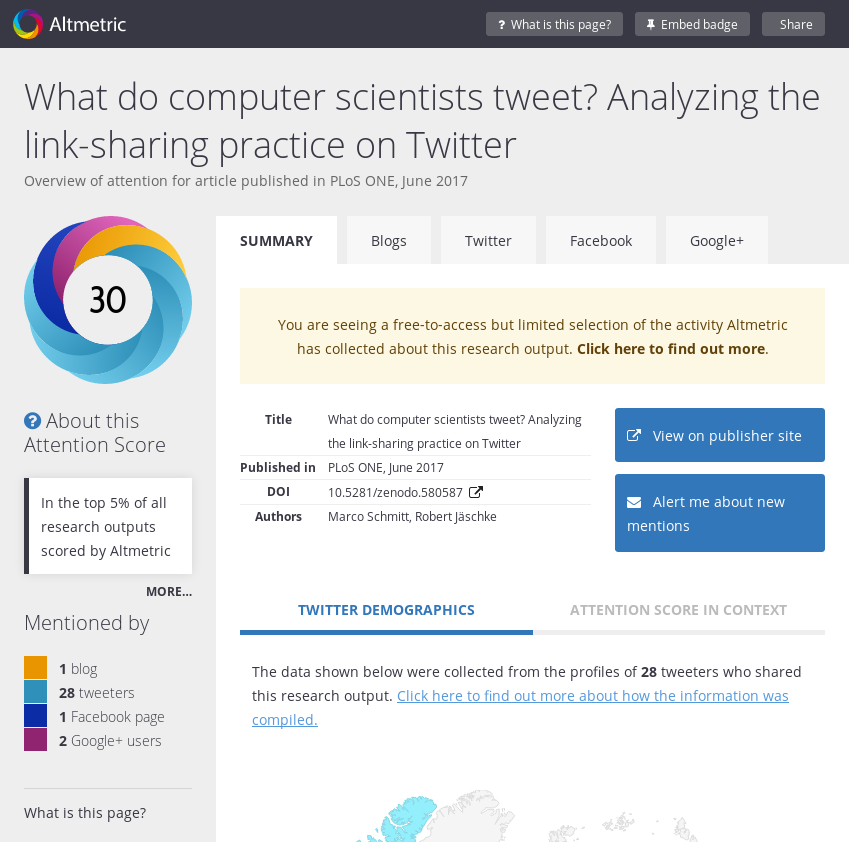 Altmetric
? What is this page?
Embed badge
Share
What do computer scientists tweet? Analyzing the
link-sharing practice on Twitter
Overview of attention for article published in PLoS ONE, June 2017
30
? About this
Attention Score
In the top 5% of all
research outputs
scored by Altmetric
MORE...
Mentioned by
1 blog
28 tweeters
1 Facebook page
2 Google+ users
What is this page?
SUMMARY
Blogs
Twitter
Facebook
Google+
You are seeing a free-to-access but limited selection of the activity Altmetric
has collected about this research output. Click here to find out more.
Title What do computer scientists tweet? Analyzing
the link-sharing practice on Twitter
Published in PLoS ONE, June 2017
DOI 10.5281/zenodo.580587
Authors Marco Schmitt, Robert Jäschke
View on publisher site
Alert me about new
mentions
TWITTER DEMOGRAPHICS
ATTENTION SCORE IN CONTEXT
The data shown below were collected from the profiles of 28 tweeters who shared
this research output. Click here to find out more about how the information was
compiled.